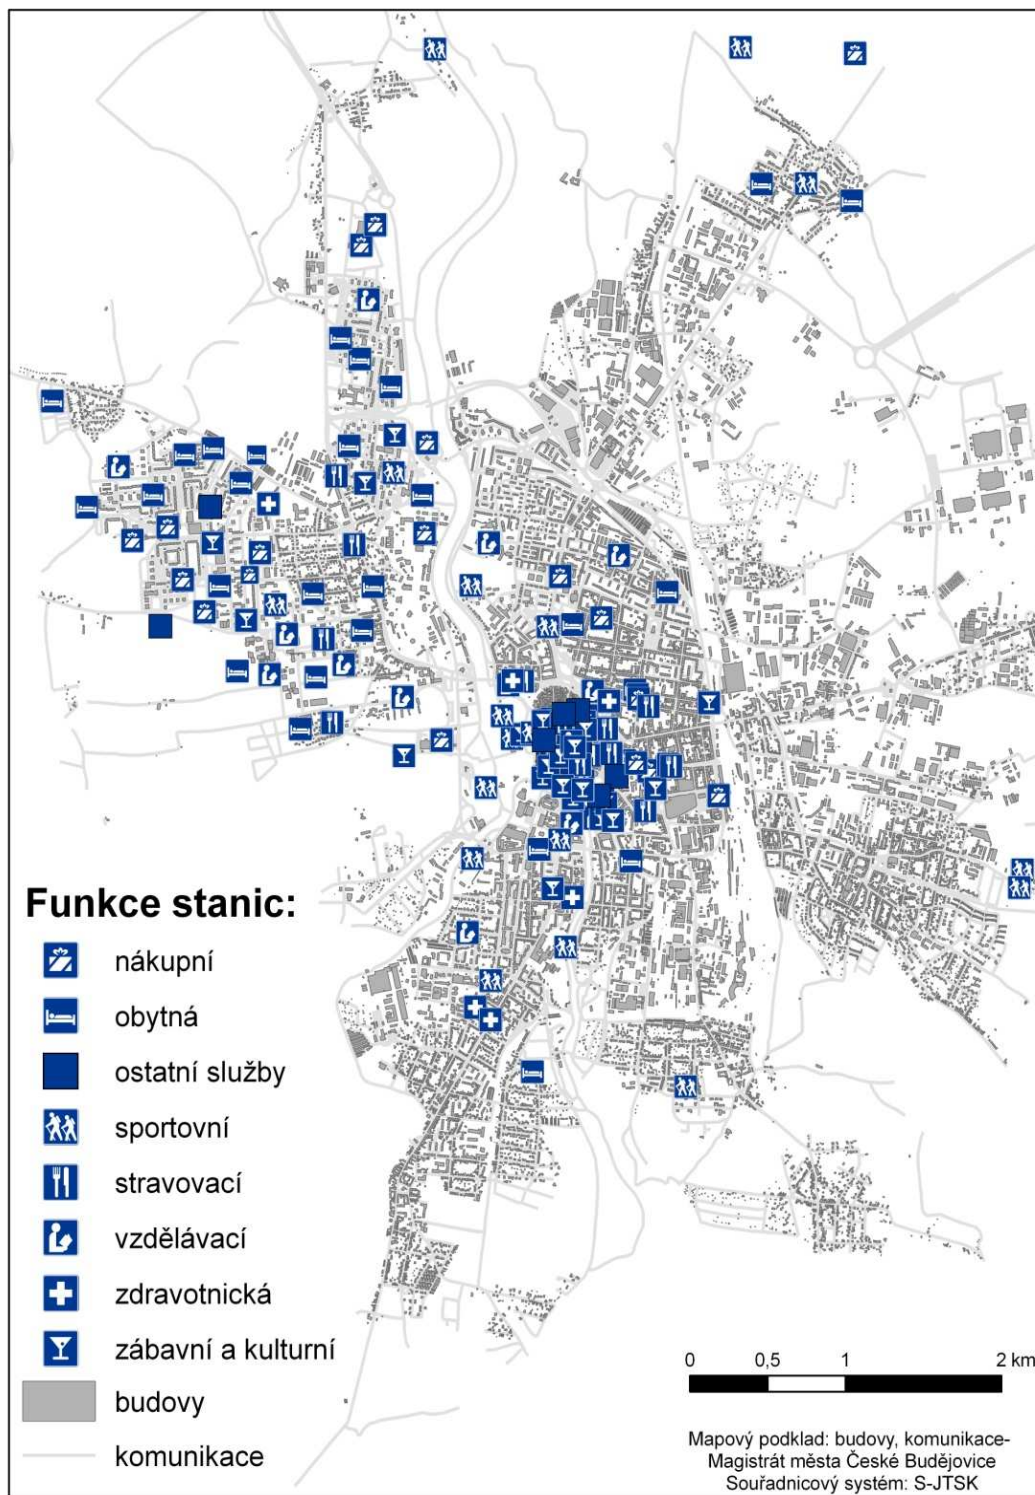 Funkce stanic:
nákupní
obytná
ostatní služby
sportovní
stravovací
vzdělávací
zdravotnická
zábavní a kulturní
budovy
komunikace
0 0,5 1 2 km
Mapový podklad: budovy, komunikace-
Magistrát města České Budějovice
Souřadnicový systém: S-JTSK